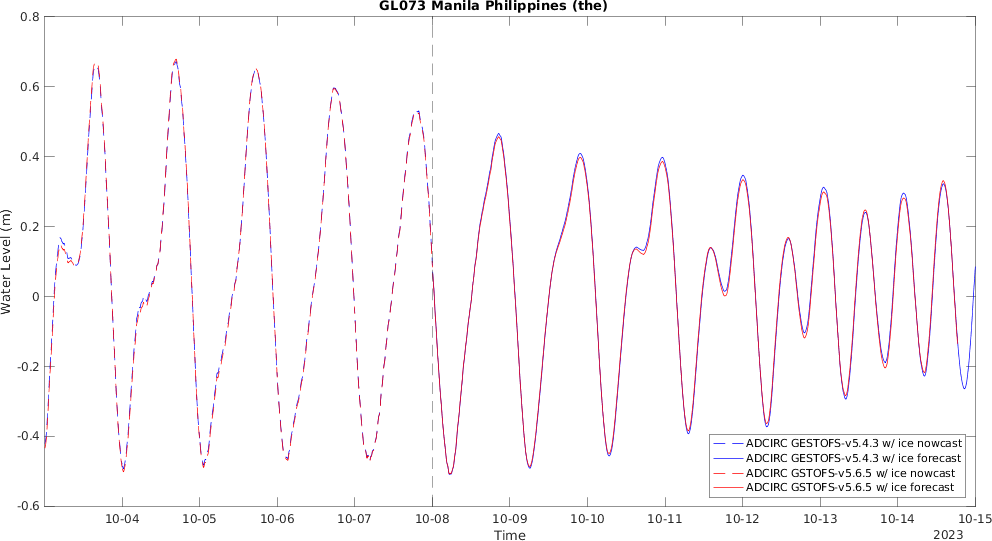 GL073 Manila Philippines (the)
0.8
0.6
0.4
0.2
0
-0.2
-0.4
-0.6
Water Level (m)
ADCIRC GESTOFS-v5.4.3 w/ ice nowcast
ADCIRC GESTOFS-v5.4.3 w/ ice forecast
ADCIRC GSTOFS-v5.6.5 w/ ice nowcast
ADCIRC GSTOFS-v5.6.5 w/ ice forecast
10-04 10-05 10-06 10-07 10-08 10-09 10-10 10-11 10-12 10-13 10-14 10-15
Time
2023